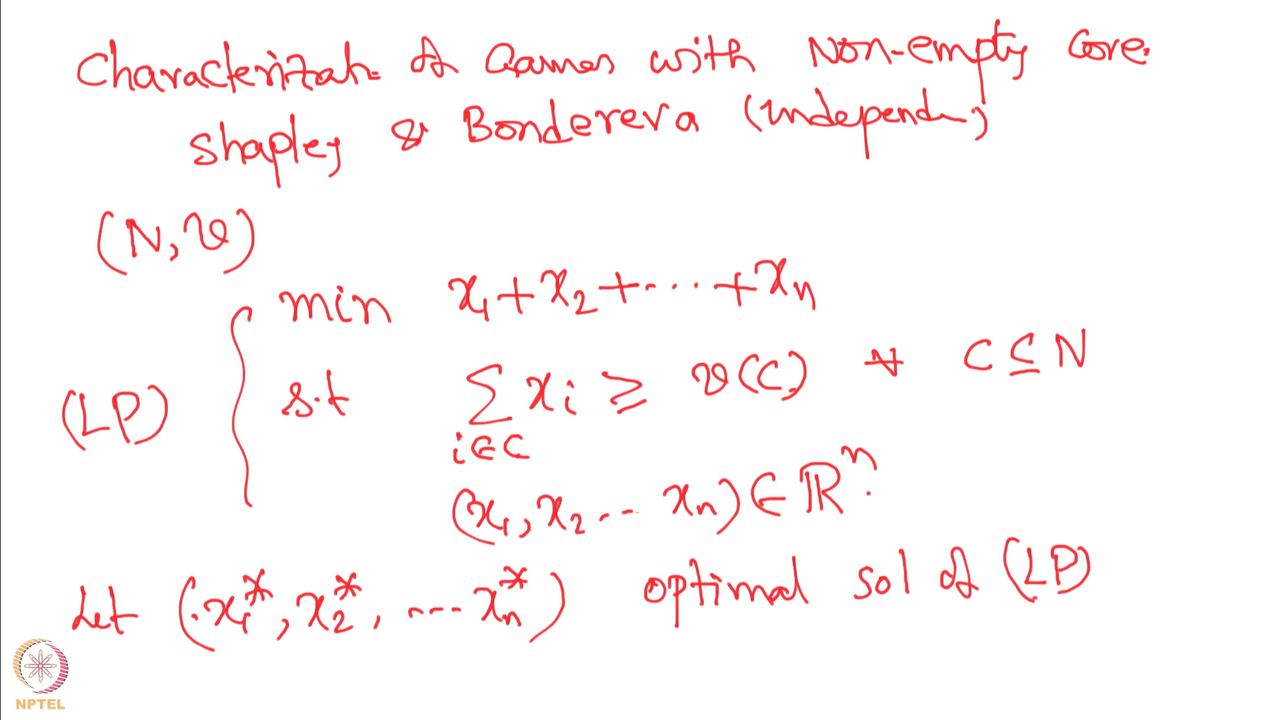 Characterizat. of Games with Non-empty Core.
Shapley & Bondereva (independ)
(N, v)
min x₁ + x₂ + .... + xₙ
(LP) s.t ∑ xi ≥ v(C) ∀ C ⊆ N
i∈C
(x₁, x₂ ... xₙ) ∈ ℝⁿ.
Let (x₁*, x₂*, .... xₙ*) optimal sol of (LP)
NPTEL